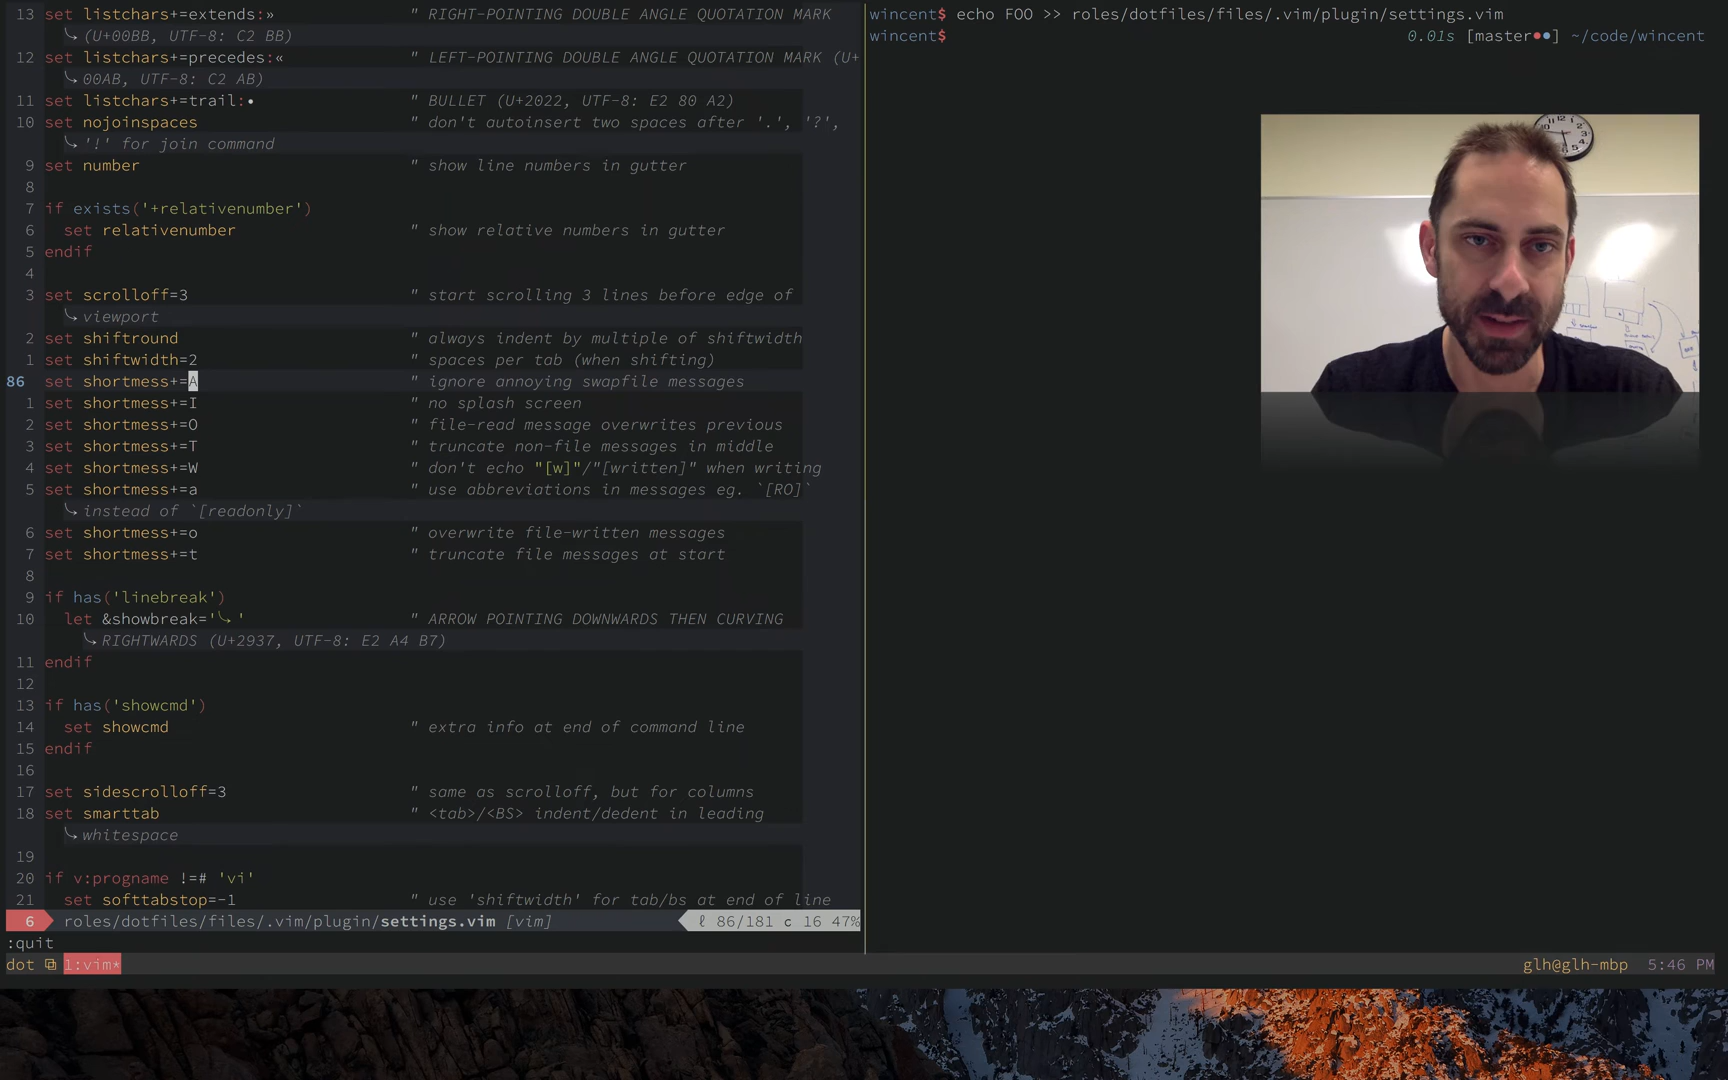 13 set listchars+=extends:» " RIGHT-POINTING DOUBLE ANGLE QUOTATION MARK
⤷ (U+00BB, UTF-8: C2 BB)
12 set listchars+=precedes:« " LEFT-POINTING DOUBLE ANGLE QUOTATION MARK (U+
⤷ 00AB, UTF-8: C2 AB)
11 set listchars+=trail:• " BULLET (U+2022, UTF-8: E2 80 A2)
10 set nojoinspaces " don't autoinsert two spaces after '.', '?',
⤷ '!' for join command
9 set number " show line numbers in gutter
8
7 if exists('+relativenumber')
6 set relativenumber " show relative numbers in gutter
5 endif
4
3 set scrolloff=3 " start scrolling 3 lines before edge of
⤷ viewport
2 set shiftround " always indent by multiple of shiftwidth
1 set shiftwidth=2 " spaces per tab (when shifting)
86 set shortmess+=A " ignore annoying swapfile messages
1 set shortmess+=I " no splash screen
2 set shortmess+=O " file-read message overwrites previous
3 set shortmess+=T " truncate non-file messages in middle
4 set shortmess+=W " don't echo "[w]"/"[written]" when writing
5 set shortmess+=a " use abbreviations in messages eg. `[RO]`
⤷ instead of `[readonly]`
6 set shortmess+=o " overwrite file-written messages
7 set shortmess+=t " truncate file messages at start
8
9 if has('linebreak')
10 let &showbreak='⤷ ' " ARROW POINTING DOWNWARDS THEN CURVING
⤷ RIGHTWARDS (U+2937, UTF-8: E2 A4 B7)
11 endif
12
13 if has('showcmd')
14 set showcmd " extra info at end of command line
15 endif
16
17 set sidescrolloff=3 " same as scrolloff, but for columns
18 set smarttab " <tab>/<BS> indent/dedent in leading
⤷ whitespace
19
20 if v:progname !=# 'vi'
21 set softtabstop=-1 " use 'shiftwidth' for tab/bs at end of line
6 roles/dotfiles/files/.vim/plugin/settings.vim [vim] ℓ 86/181 c 16 47%
:quit
dot 1:vim*
wincent$ echo FOO >> roles/dotfiles/files/.vim/plugin/settings.vim
wincent$ 0.01s [master••] ~/code/wincent
glh@glh-mbp 5:46 PM